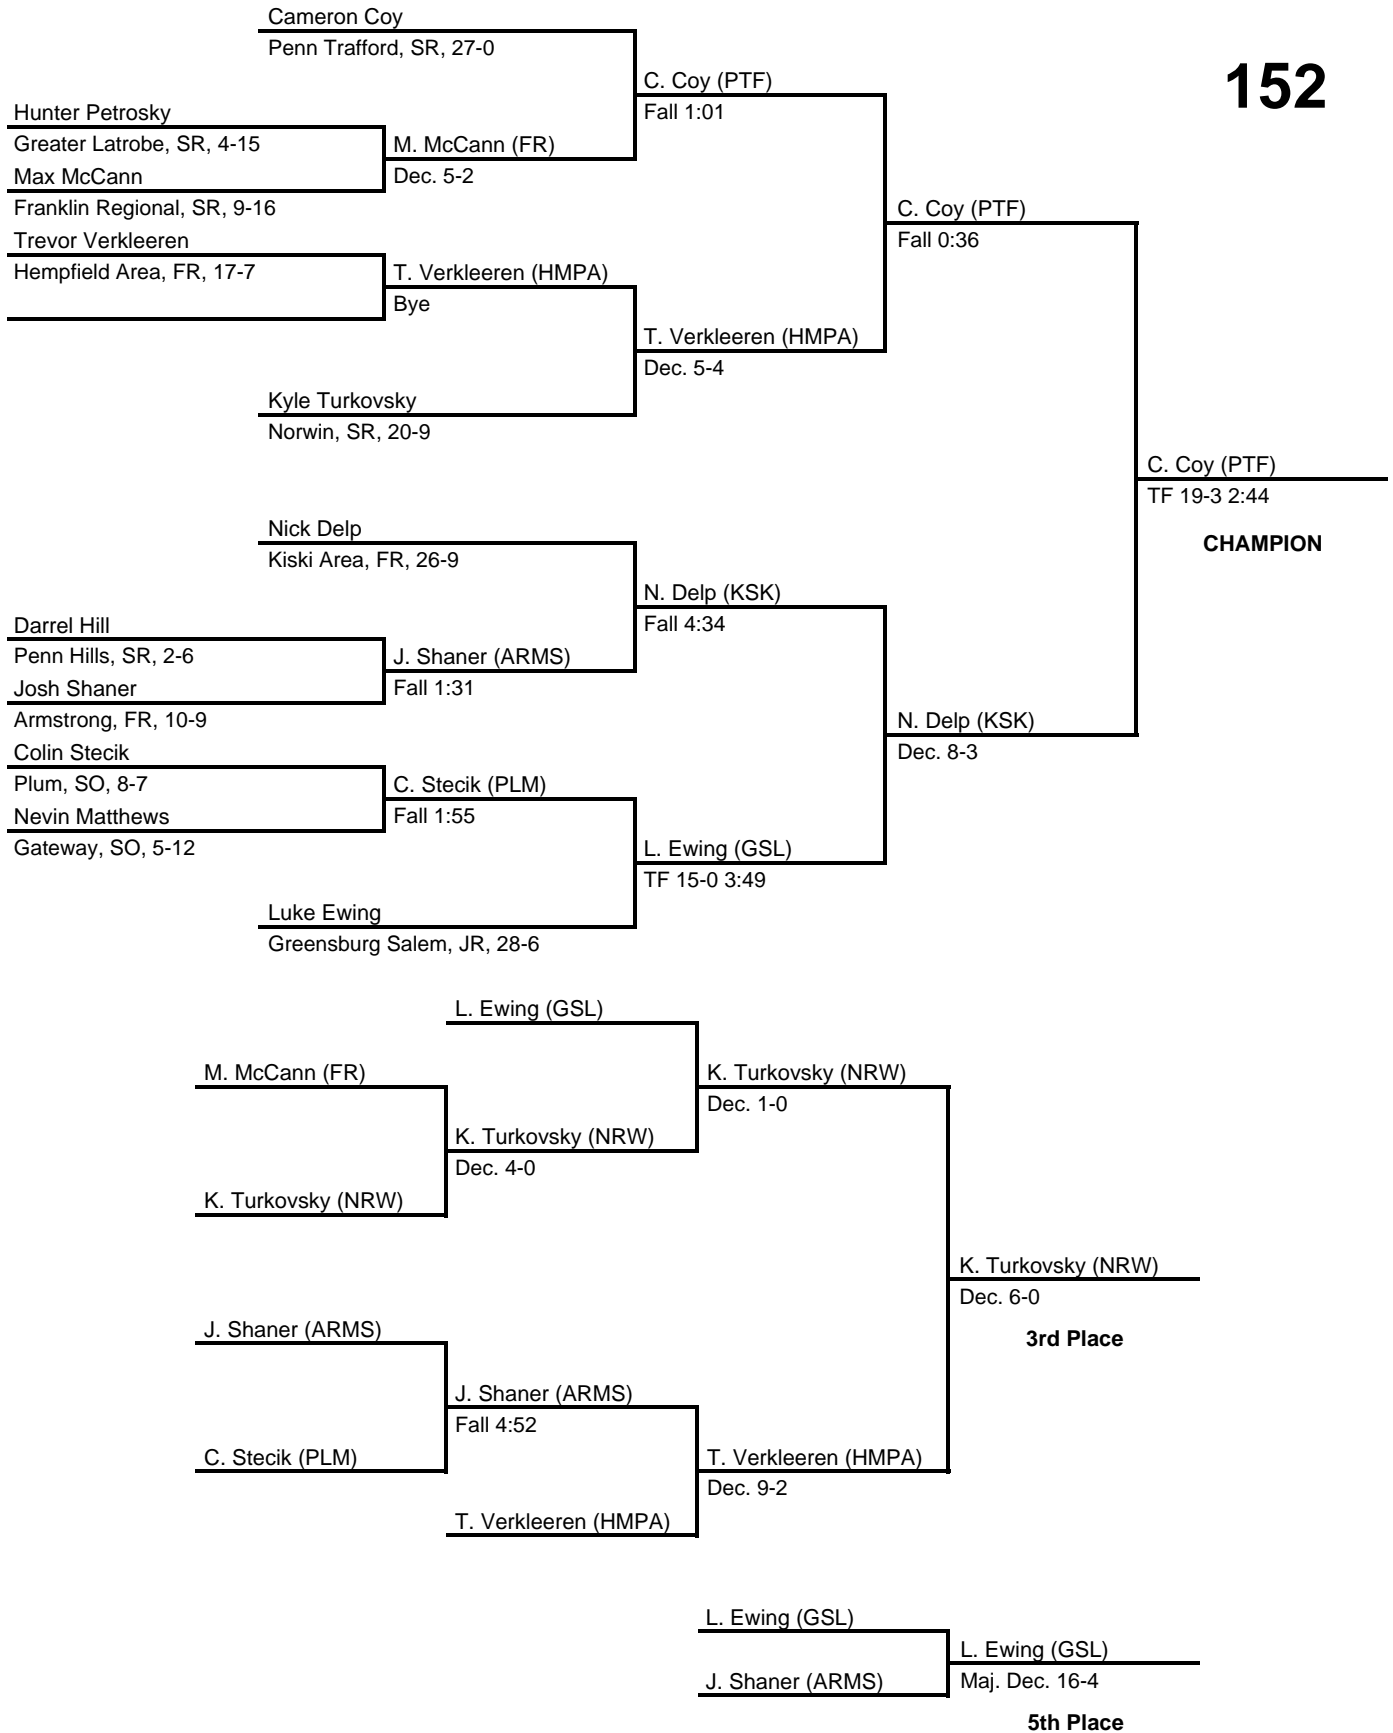 Cameron Coy
Penn Trafford, SR, 27-0
152
C. Coy (PTF)
Fall 1:01
Hunter Petrosky
Greater Latrobe, SR, 4-15
M. McCann (FR)
Dec. 5-2
Max McCann
Franklin Regional, SR, 9-16
C. Coy (PTF)
Fall 0:36
Trevor Verkleeren
Hempfield Area, FR, 17-7
T. Verkleeren (HMPA)
Bye
T. Verkleeren (HMPA)
Dec. 5-4
Kyle Turkovsky
Norwin, SR, 20-9
C. Coy (PTF)
TF 19-3 2:44
CHAMPION
Nick Delp
Kiski Area, FR, 26-9
N. Delp (KSK)
Fall 4:34
Darrel Hill
Penn Hills, SR, 2-6
J. Shaner (ARMS)
Fall 1:31
Josh Shaner
Armstrong, FR, 10-9
N. Delp (KSK)
Dec. 8-3
Colin Stecik
Plum, SO, 8-7
C. Stecik (PLM)
Fall 1:55
Nevin Matthews
Gateway, SO, 5-12
L. Ewing (GSL)
TF 15-0 3:49
Luke Ewing
Greensburg Salem, JR, 28-6
L. Ewing (GSL)
M. McCann (FR)
K. Turkovsky (NRW)
Dec. 1-0
K. Turkovsky (NRW)
Dec. 4-0
K. Turkovsky (NRW)
K. Turkovsky (NRW)
Dec. 6-0
3rd Place
J. Shaner (ARMS)
J. Shaner (ARMS)
Fall 4:52
C. Stecik (PLM)
T. Verkleeren (HMPA)
Dec. 9-2
T. Verkleeren (HMPA)
L. Ewing (GSL)
L. Ewing (GSL)
Maj. Dec. 16-4
J. Shaner (ARMS)
5th Place